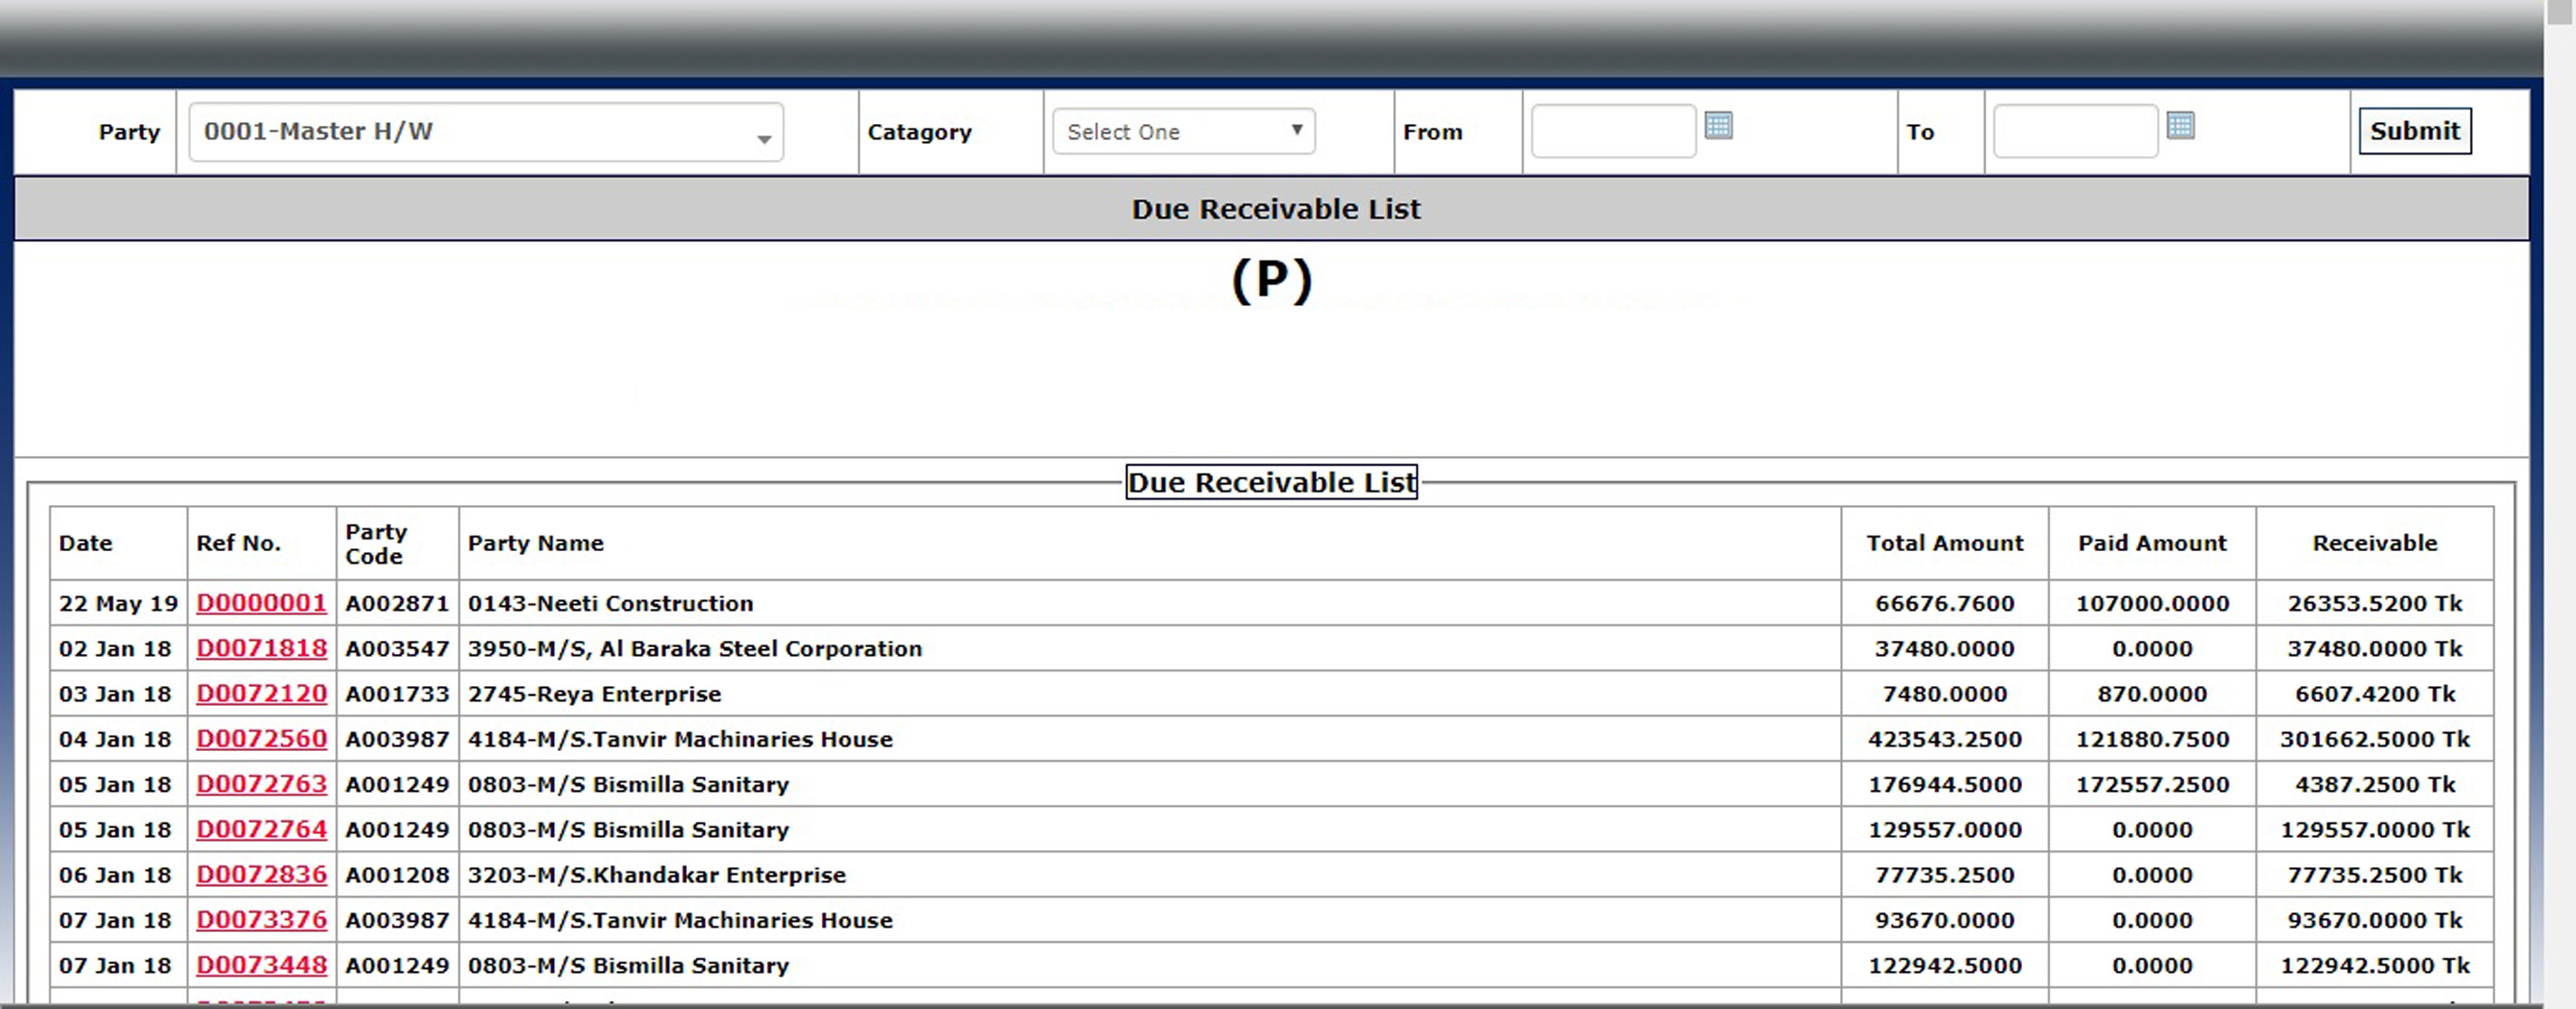 Party 0001-Master H/W Catagory Select One From To Submit
Due Receivable List
(P)
Due Receivable List
Date Ref No. Party Code Party Name Total Amount Paid Amount Receivable
22 May 19 D0000001 A002871 0143-Neeti Construction 66676.7600 107000.0000 26353.5200 Tk
02 Jan 18 D0071818 A003547 3950-M/S, Al Baraka Steel Corporation 37480.0000 0.0000 37480.0000 Tk
03 Jan 18 D0072120 A001733 2745-Reya Enterprise 7480.0000 870.0000 6607.4200 Tk
04 Jan 18 D0072560 A003987 4184-M/S.Tanvir Machinaries House 423543.2500 121880.7500 301662.5000 Tk
05 Jan 18 D0072763 A001249 0803-M/S Bismilla Sanitary 176944.5000 172557.2500 4387.2500 Tk
05 Jan 18 D0072764 A001249 0803-M/S Bismilla Sanitary 129557.0000 0.0000 129557.0000 Tk
06 Jan 18 D0072836 A001208 3203-M/S.Khandakar Enterprise 77735.2500 0.0000 77735.2500 Tk
07 Jan 18 D0073376 A003987 4184-M/S.Tanvir Machinaries House 93670.0000 0.0000 93670.0000 Tk
07 Jan 18 D0073448 A001249 0803-M/S Bismilla Sanitary 122942.5000 0.0000 122942.5000 Tk